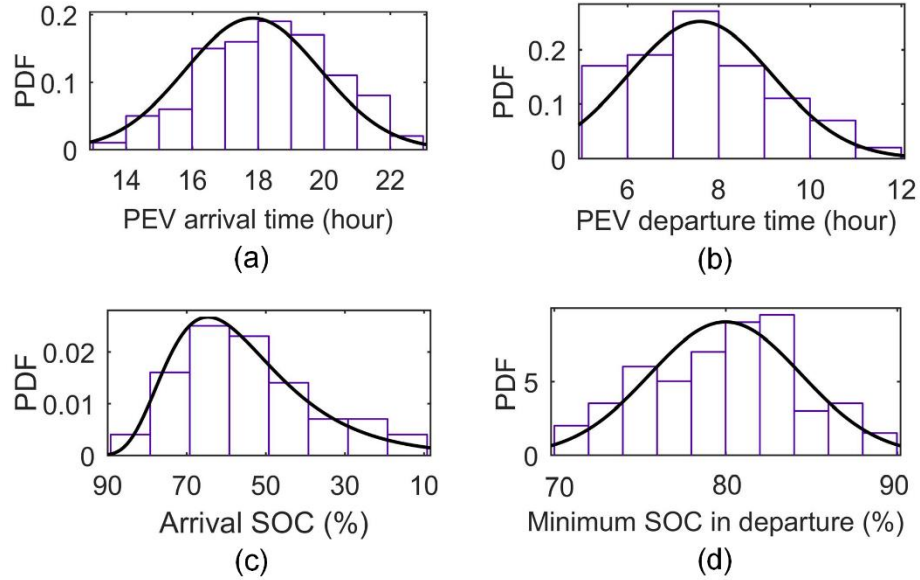 PDF
0.2
0.1
0
14 16 18 20 22
PEV arrival time (hour)
(a)
PDF
0.2
0.1
0
6 8 10 12
PEV departure time (hour)
(b)
PDF
0.02
0.01
0
90 70 50 30 10
Arrival SOC (%)
(c)
PDF
5
0
70 80 90
Minimum SOC in departure (%)
(d)